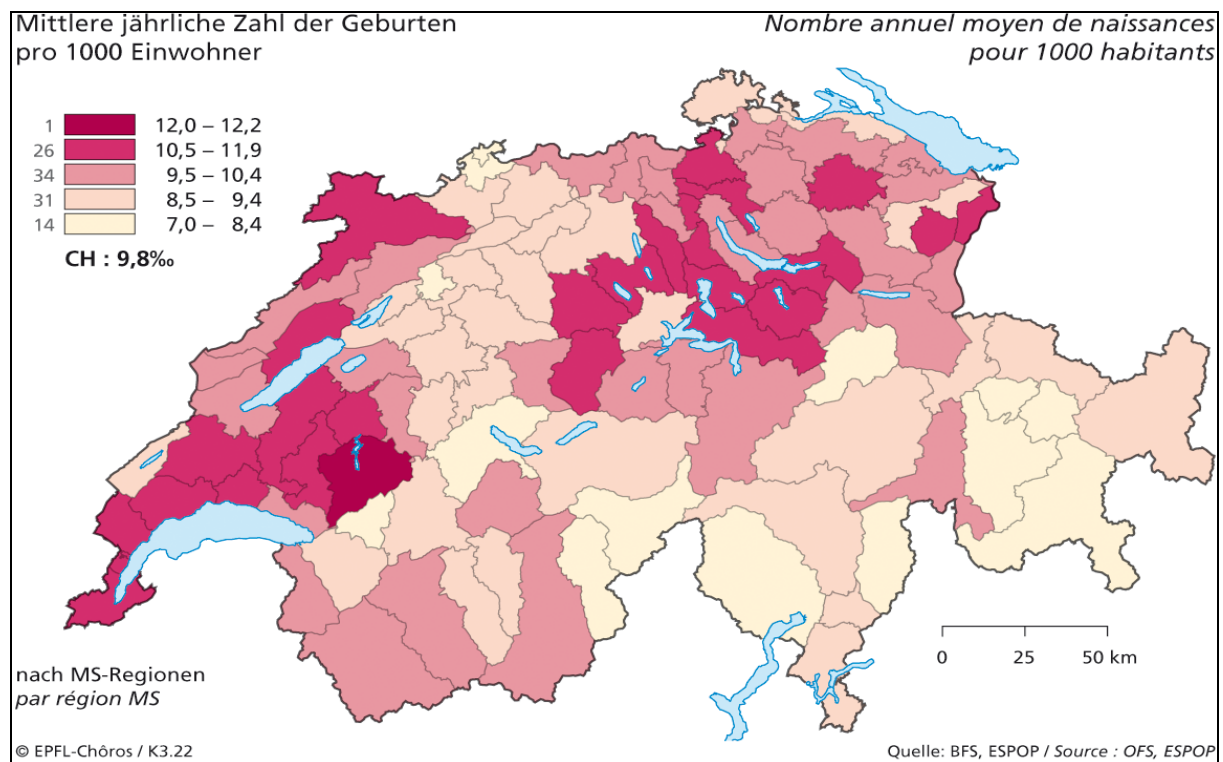 Mittlere jährliche Zahl der Geburten
pro 1000 Einwohner
Nombre annuel moyen de naissances
pour 1000 habitants
1 12,0 – 12,2
26 10,5 – 11,9
34 9,5 – 10,4
31 8,5 – 9,4
14 7,0 – 8,4
CH : 9,8‰
0 25 50 km
nach MS-Regionen
par région MS
© EPFL-Chôros / K3.22
Quelle: BFS, ESPOP / Source : OFS, ESPOP